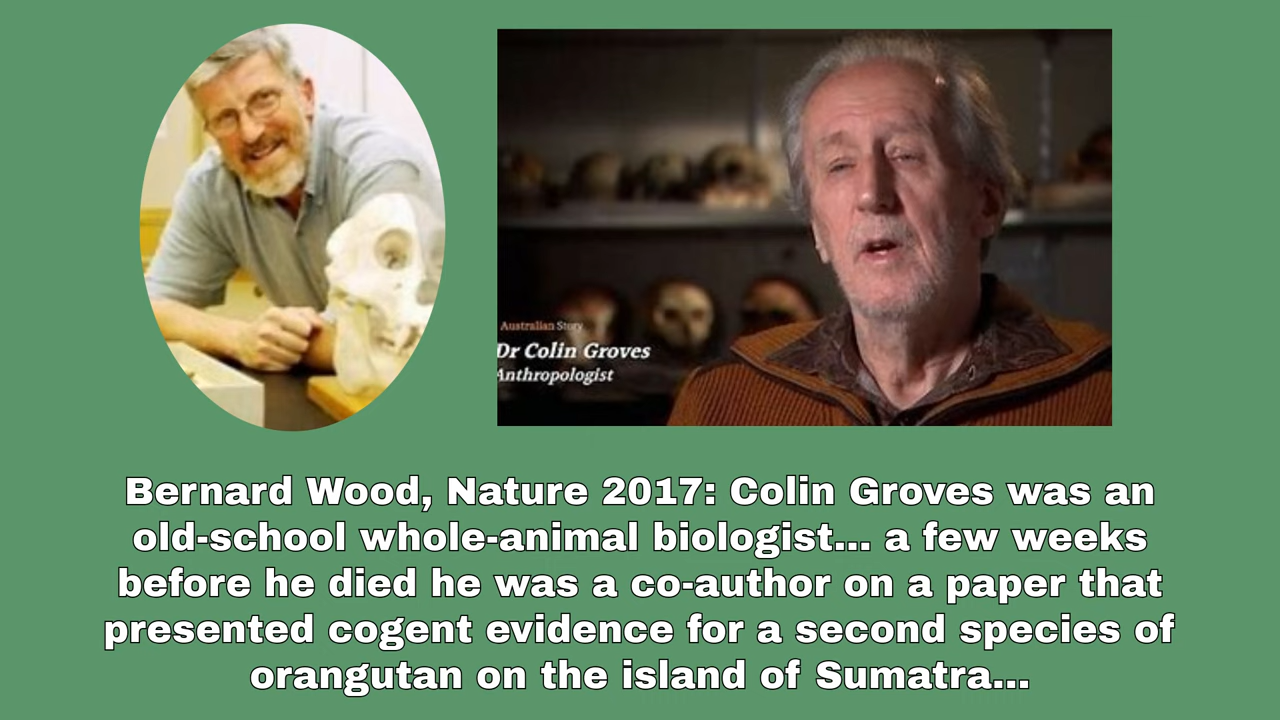 Australian Story
Dr Colin Groves
Anthropologist
Bernard Wood, Nature 2017: Colin Groves was an
old-school whole-animal biologist... a few weeks
before he died he was a co-author on a paper that
presented cogent evidence for a second species of
orangutan on the island of Sumatra...